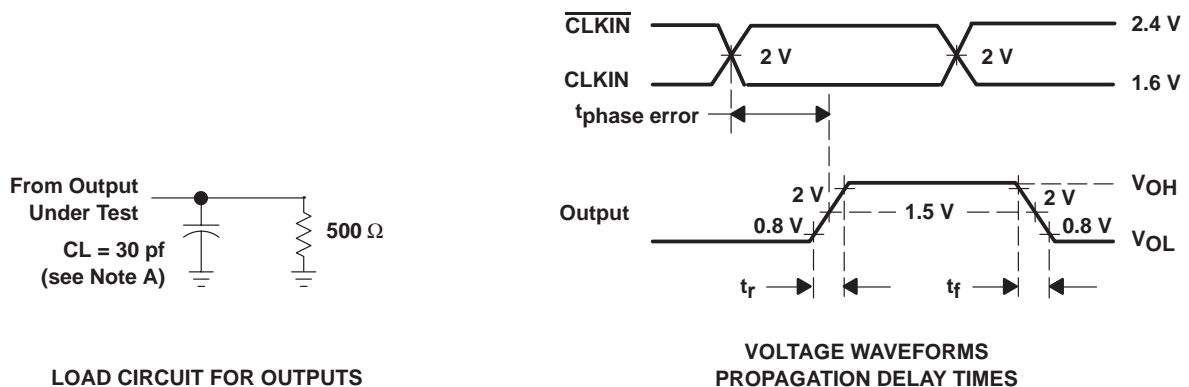 From Output
Under Test
CL = 30 pf
(see Note A)
500 Ω
LOAD CIRCUIT FOR OUTPUTS
CLKIN
2.4 V
2 V
2 V
CLKIN
1.6 V
tphase error
Output
2 V
0.8 V
1.5 V
2 V
0.8 V
VOH
VOL
tr
tf
VOLTAGE WAVEFORMS
PROPAGATION DELAY TIMES